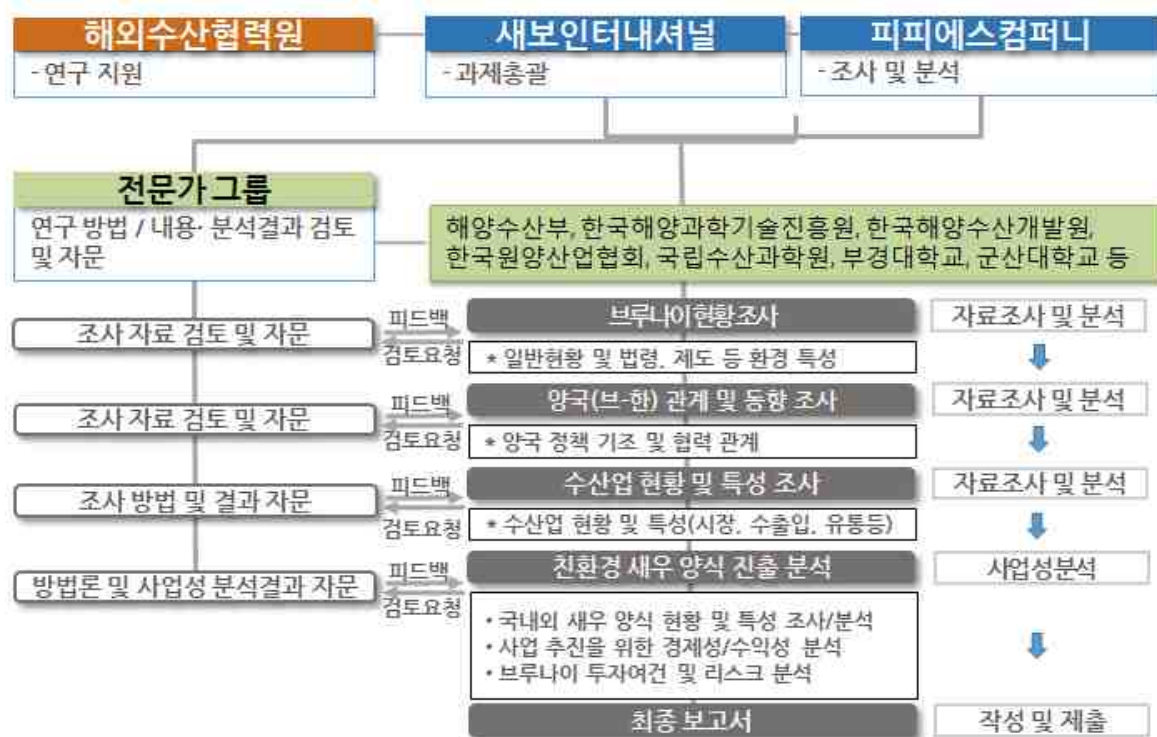 해외수산협력원
- 연구 지원
새보인터내셔널
- 과제총괄
피피에스컴퍼니
- 조사 및 분석
전문가 그룹
연구 방법 / 내용· 분석결과 검토
및 자문
해양수산부, 한국해양과학기술진흥원, 한국해양수산개발원,
한국원양산업협회, 국립수산과학원, 부경대학교, 군산대학교 등
조사 자료 검토 및 자문
피드백
검토요청
브루나이현황조사
* 일반현황 및 법령, 제도 등 환경 특성
자료조사 및 분석
조사 자료 검토 및 자문
피드백
검토요청
양국(브-한) 관계 및 동향 조사
* 양국 정책 기조 및 협력 관계
자료조사 및 분석
조사 방법 및 결과 자문
피드백
검토요청
수산업 현황 및 특성 조사
* 수산업 현황 및 특성(시장, 수출입, 유통등)
자료조사 및 분석
방법론 및 사업성 분석결과 자문
피드백
검토요청
친환경 새우 양식 진출 분석
• 국내외 새우 양식 현황 및 특성 조사/분석
• 사업 추진을 위한 경제성/수익성 분석
• 브루나이 투자여건 및 리스크 분석
사업성분석
최종 보고서
작성 및 제출